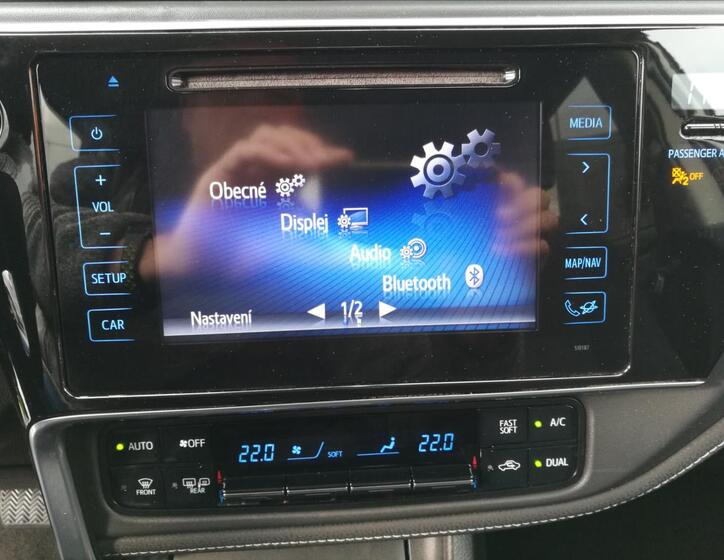 MEDIA
VOL
PASSENGER A
OFF
Obecné
Displej
Audio
Bluetooth
SETUP
MAP/NAV
CAR
Nastavení
1/2
510187
AUTO
OFF
22.0
SOFT
22.0
FAST
SOFT
A/C
FRONT
REAR
DUAL